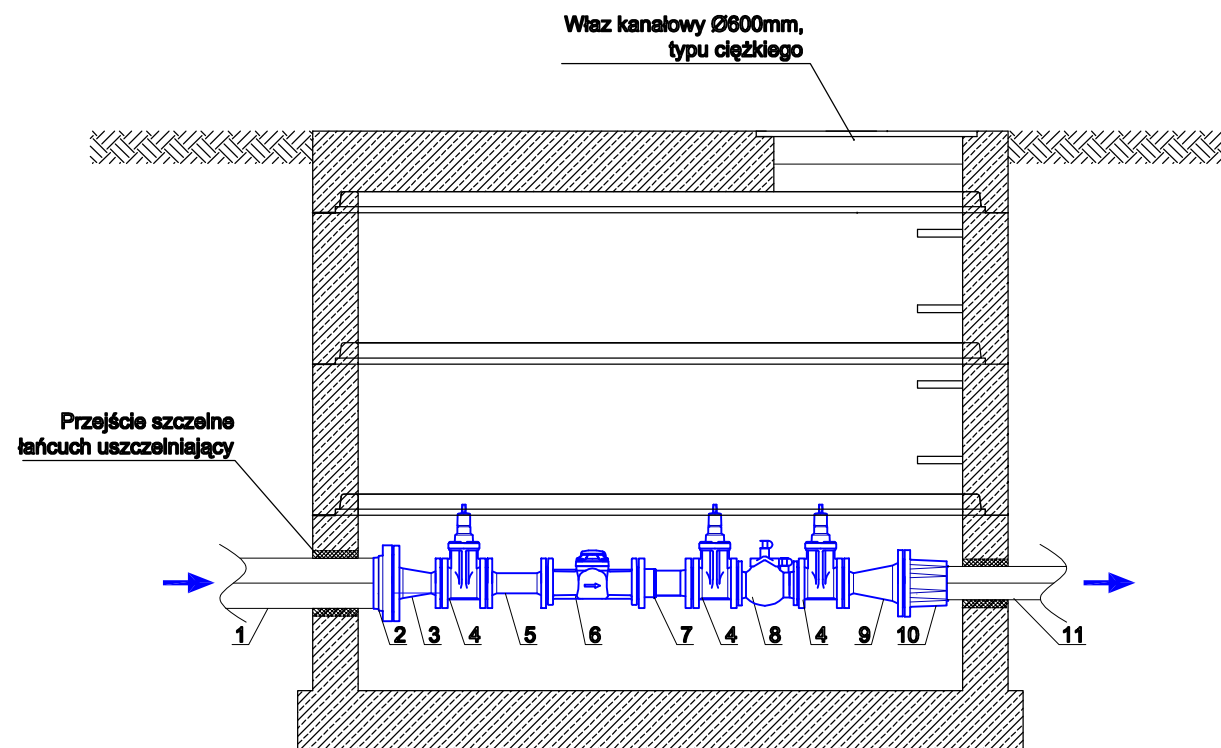 Właz kanałowy Ø600mm,
typu ciężkiego
Przejście szczelne
łańcuch uszczelniający
1 2 3 4 5 6 7 4 8 4 9 10 11